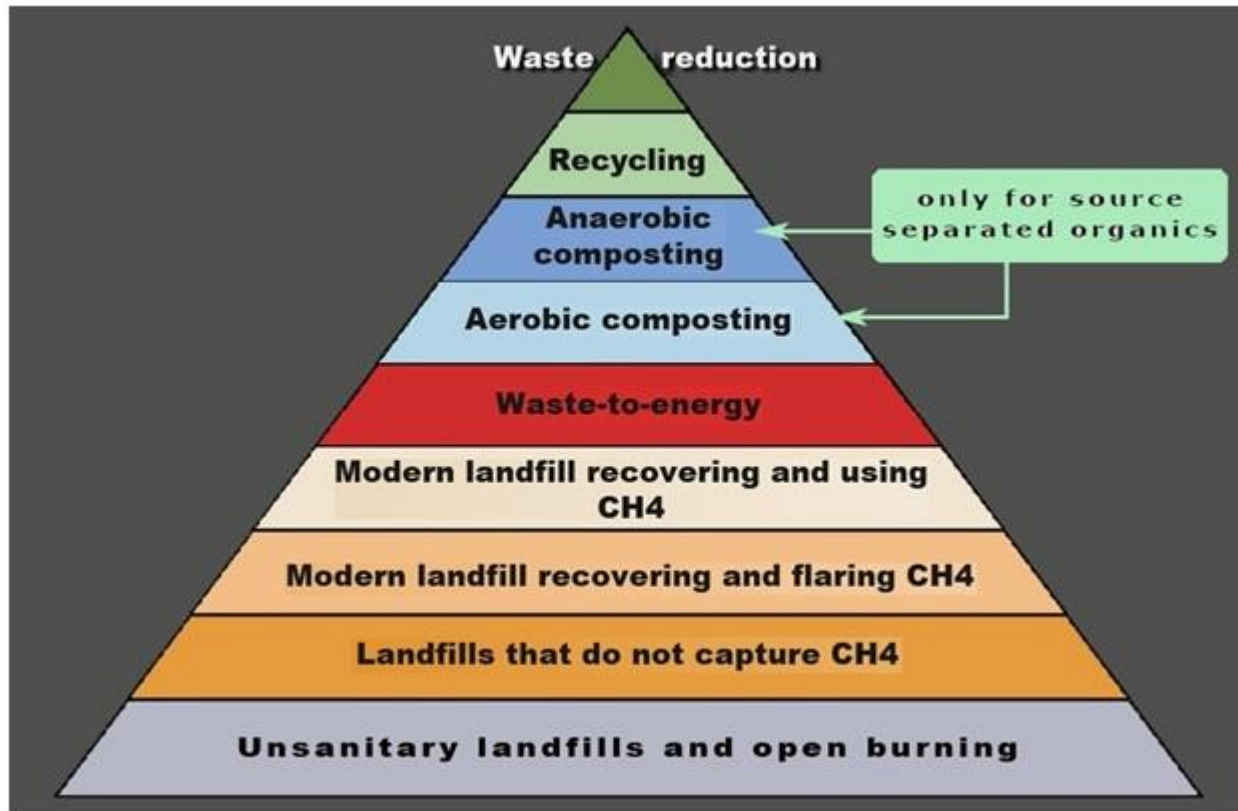 Waste reduction
Recycling
only for source
separated organics
Anaerobic
composting
Aerobic composting
Waste-to-energy
Modern landfill recovering and using
CH4
Modern landfill recovering and flaring CH4
Landfills that do not capture CH4
Unsanitary landfills and open burning